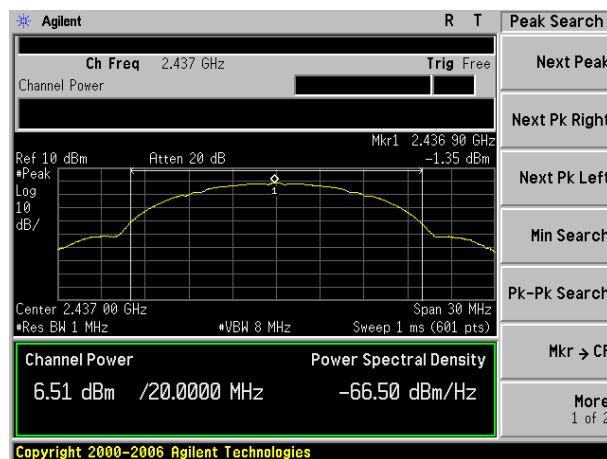 Agilent R T Peak Search
Ch Freq 2.437 GHz Trig Free
Channel Power
Next Peak
Next Pk Right
Next Pk Left
Min Search
Pk-Pk Search
Mkr → CF
More
1 of 2
Mkr1 2.436 90 GHz
Ref 10 dBm Atten 20 dB -1.35 dBm
#Peak
Log
10
dB/
1
Center 2.437 00 GHz Span 30 MHz
#Res BW 1 MHz #VBW 8 MHz Sweep 1 ms (601 pts)
Channel Power Power Spectral Density
6.51 dBm /20.0000 MHz -66.50 dBm/Hz
Copyright 2000-2006 Agilent Technologies